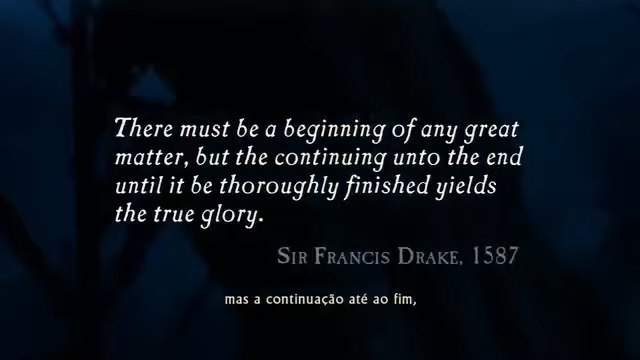 There must be a beginning of any great
matter, but the continuing unto the end
until it be thoroughly finished yields
the true glory.
Sir Francis Drake, 1587
mas a continuação até ao fim,